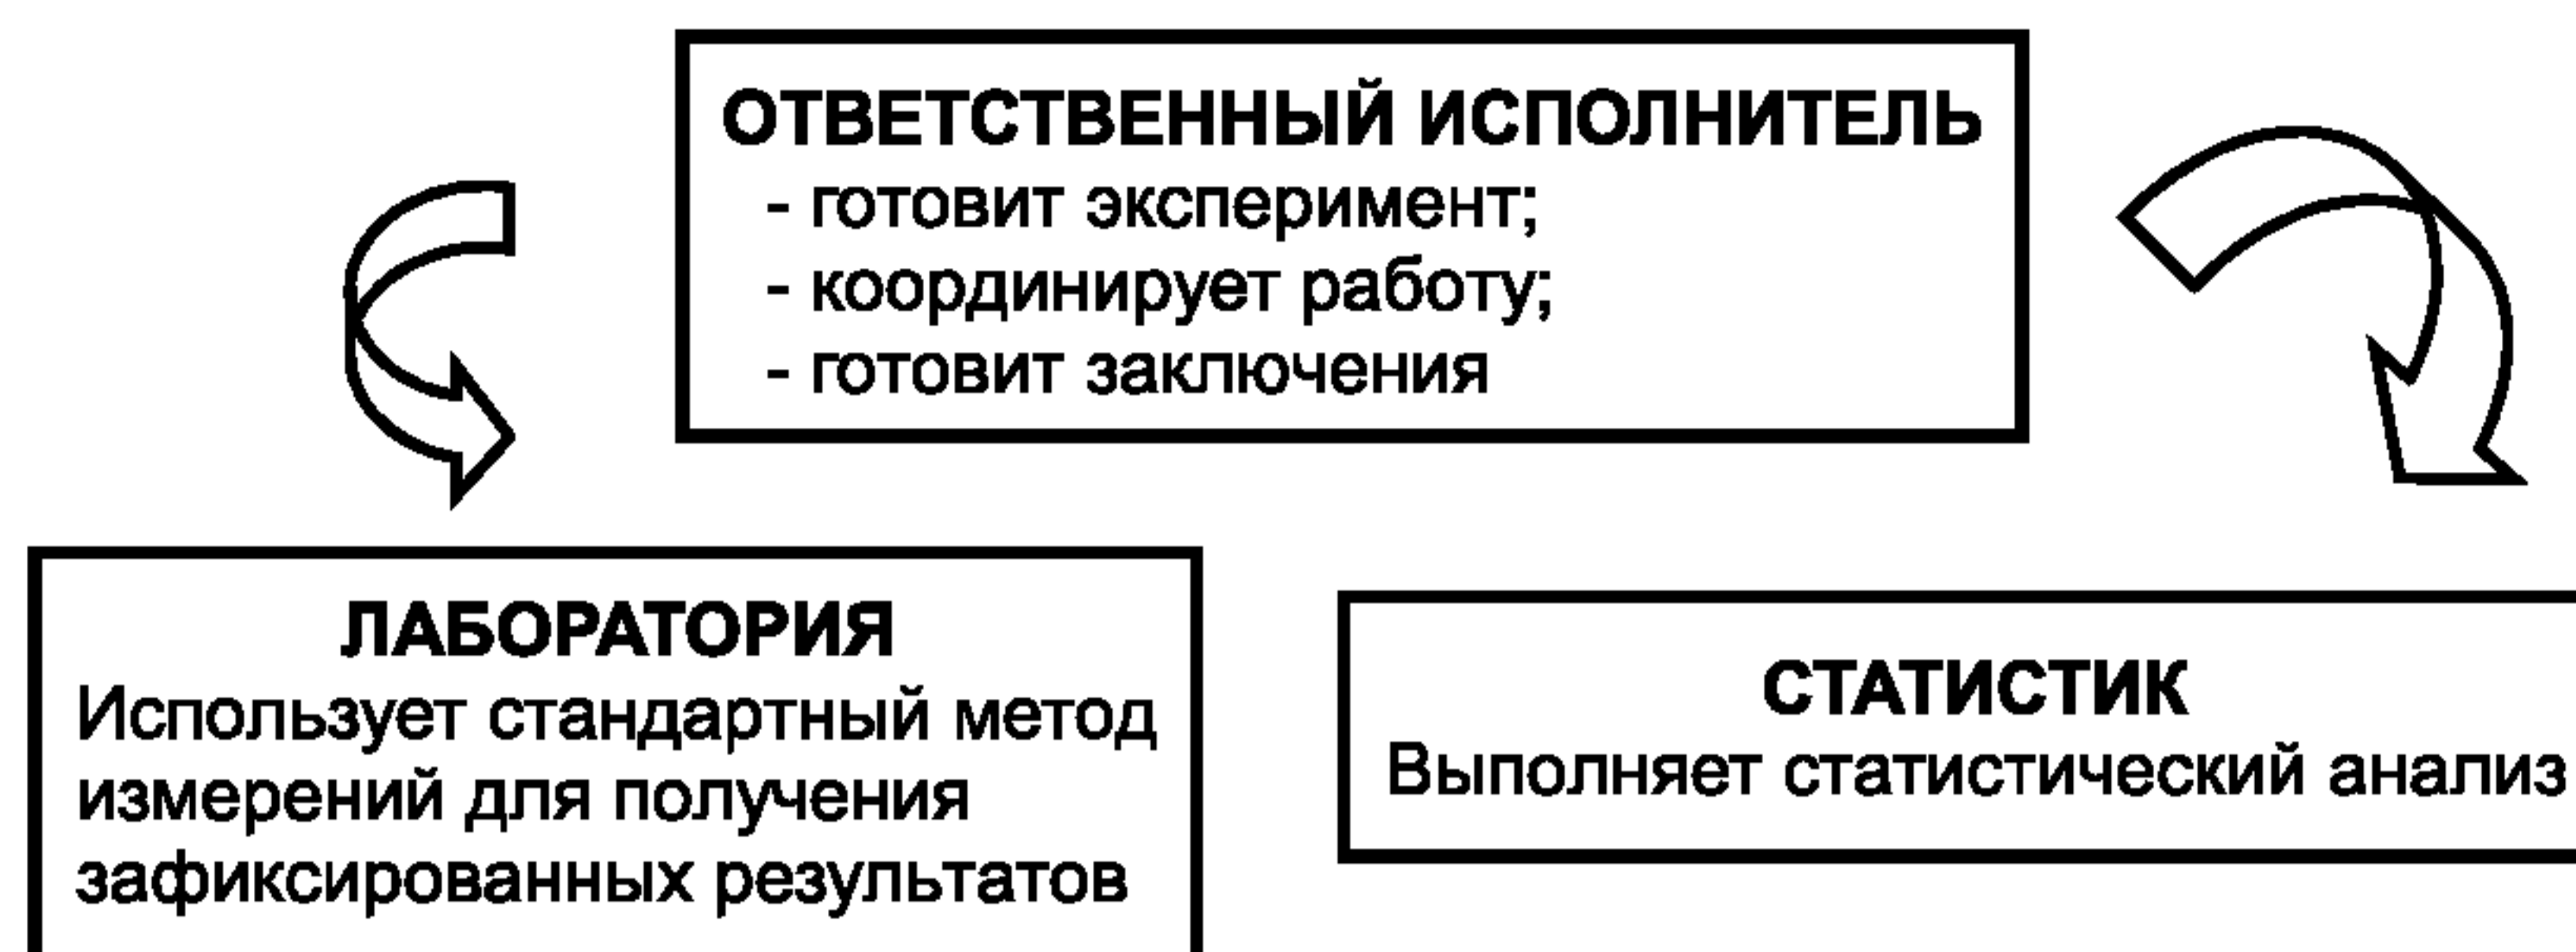 ОТВЕТСТВЕННЫЙ ИСПОЛНИТЕЛЬ
- готовит эксперимент;
- координирует работу;
- готовит заключения
ЛАБОРАТОРИЯ
Использует стандартный метод
измерений для получения
зафиксированных результатов
СТАТИСТИК
Выполняет статистический анализ